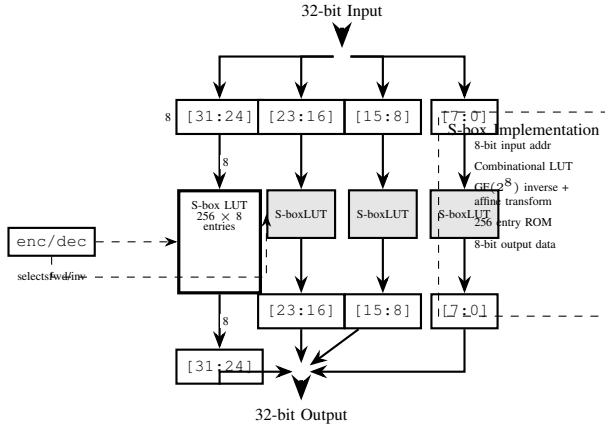 32-bit Input
8
[31:24]
[23:16]
[15:8]
[7:0]
S-box Implementation
8-bit input addr
Combinational LUT
GF(2^8) inverse +
affine transform
256 entry ROM
8-bit output data
8
S-box LUT
256 × 8
entries
S-boxLUT
S-boxLUT
S-boxLUT
enc/dec
selectsfwd/inv
[23:16]
[15:8]
[7:0]
8
[31:24]
32-bit Output